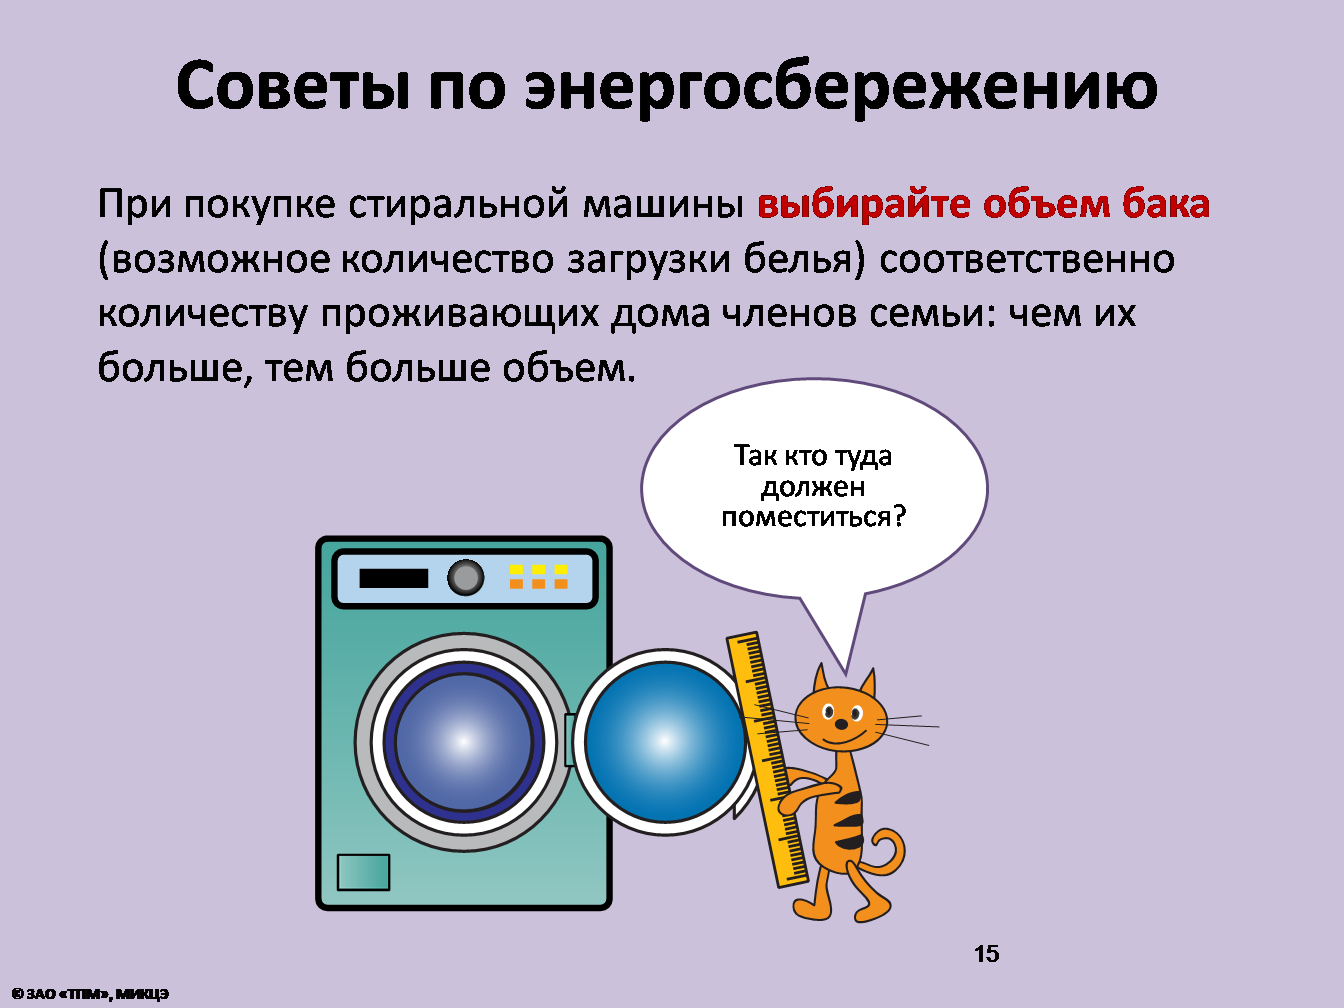 Советы по энергосбережению
При покупке стиральной машины выбирайте объем бака
(возможное количество загрузки белья) соответственно
количеству проживающих дома членов семьи: чем их
больше, тем больше объем.
Так кто туда
должен
поместиться?
15
© ЗАО «ТПМ», МИКЦЭ